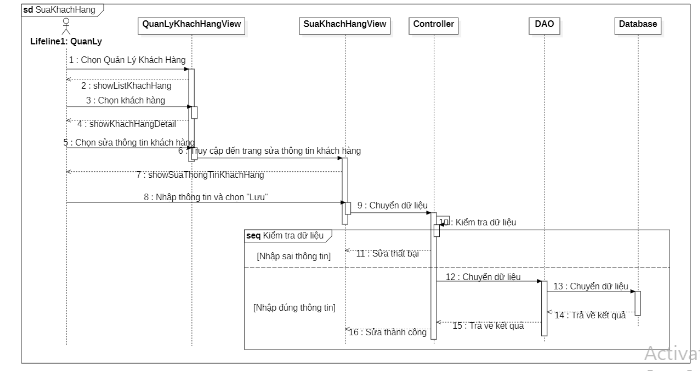 sd SuaKhachHang
QuanLyKhachHangView
SuaKhachHangView
Controller
DAO
Database
Lifeline1: QuanLy
1 : Chọn Quản Lý Khách Hàng
2 : showListKhachHang
3 : Chọn khách hàng
4 : showKhachHangDetail
5 : Chọn sửa thông tin khách hàng
6 : Truy cập đến trang sửa thông tin khách hàng
7 : showSuaThongTinKhachHang
8 : Nhập thông tin và chọn "Lưu"
9 : Chuyển dữ liệu
10 : Kiểm tra dữ liệu
seq Kiểm tra dữ liệu
[Nhập sai thông tin]
11 : Sửa thất bại
12 : Chuyển dữ liệu
13 : Chuyển dữ liệu
[Nhập đúng thông tin]
14 : Trả về kết quả
15 : Trả về kết quả
16 : Sửa thành công
Activat